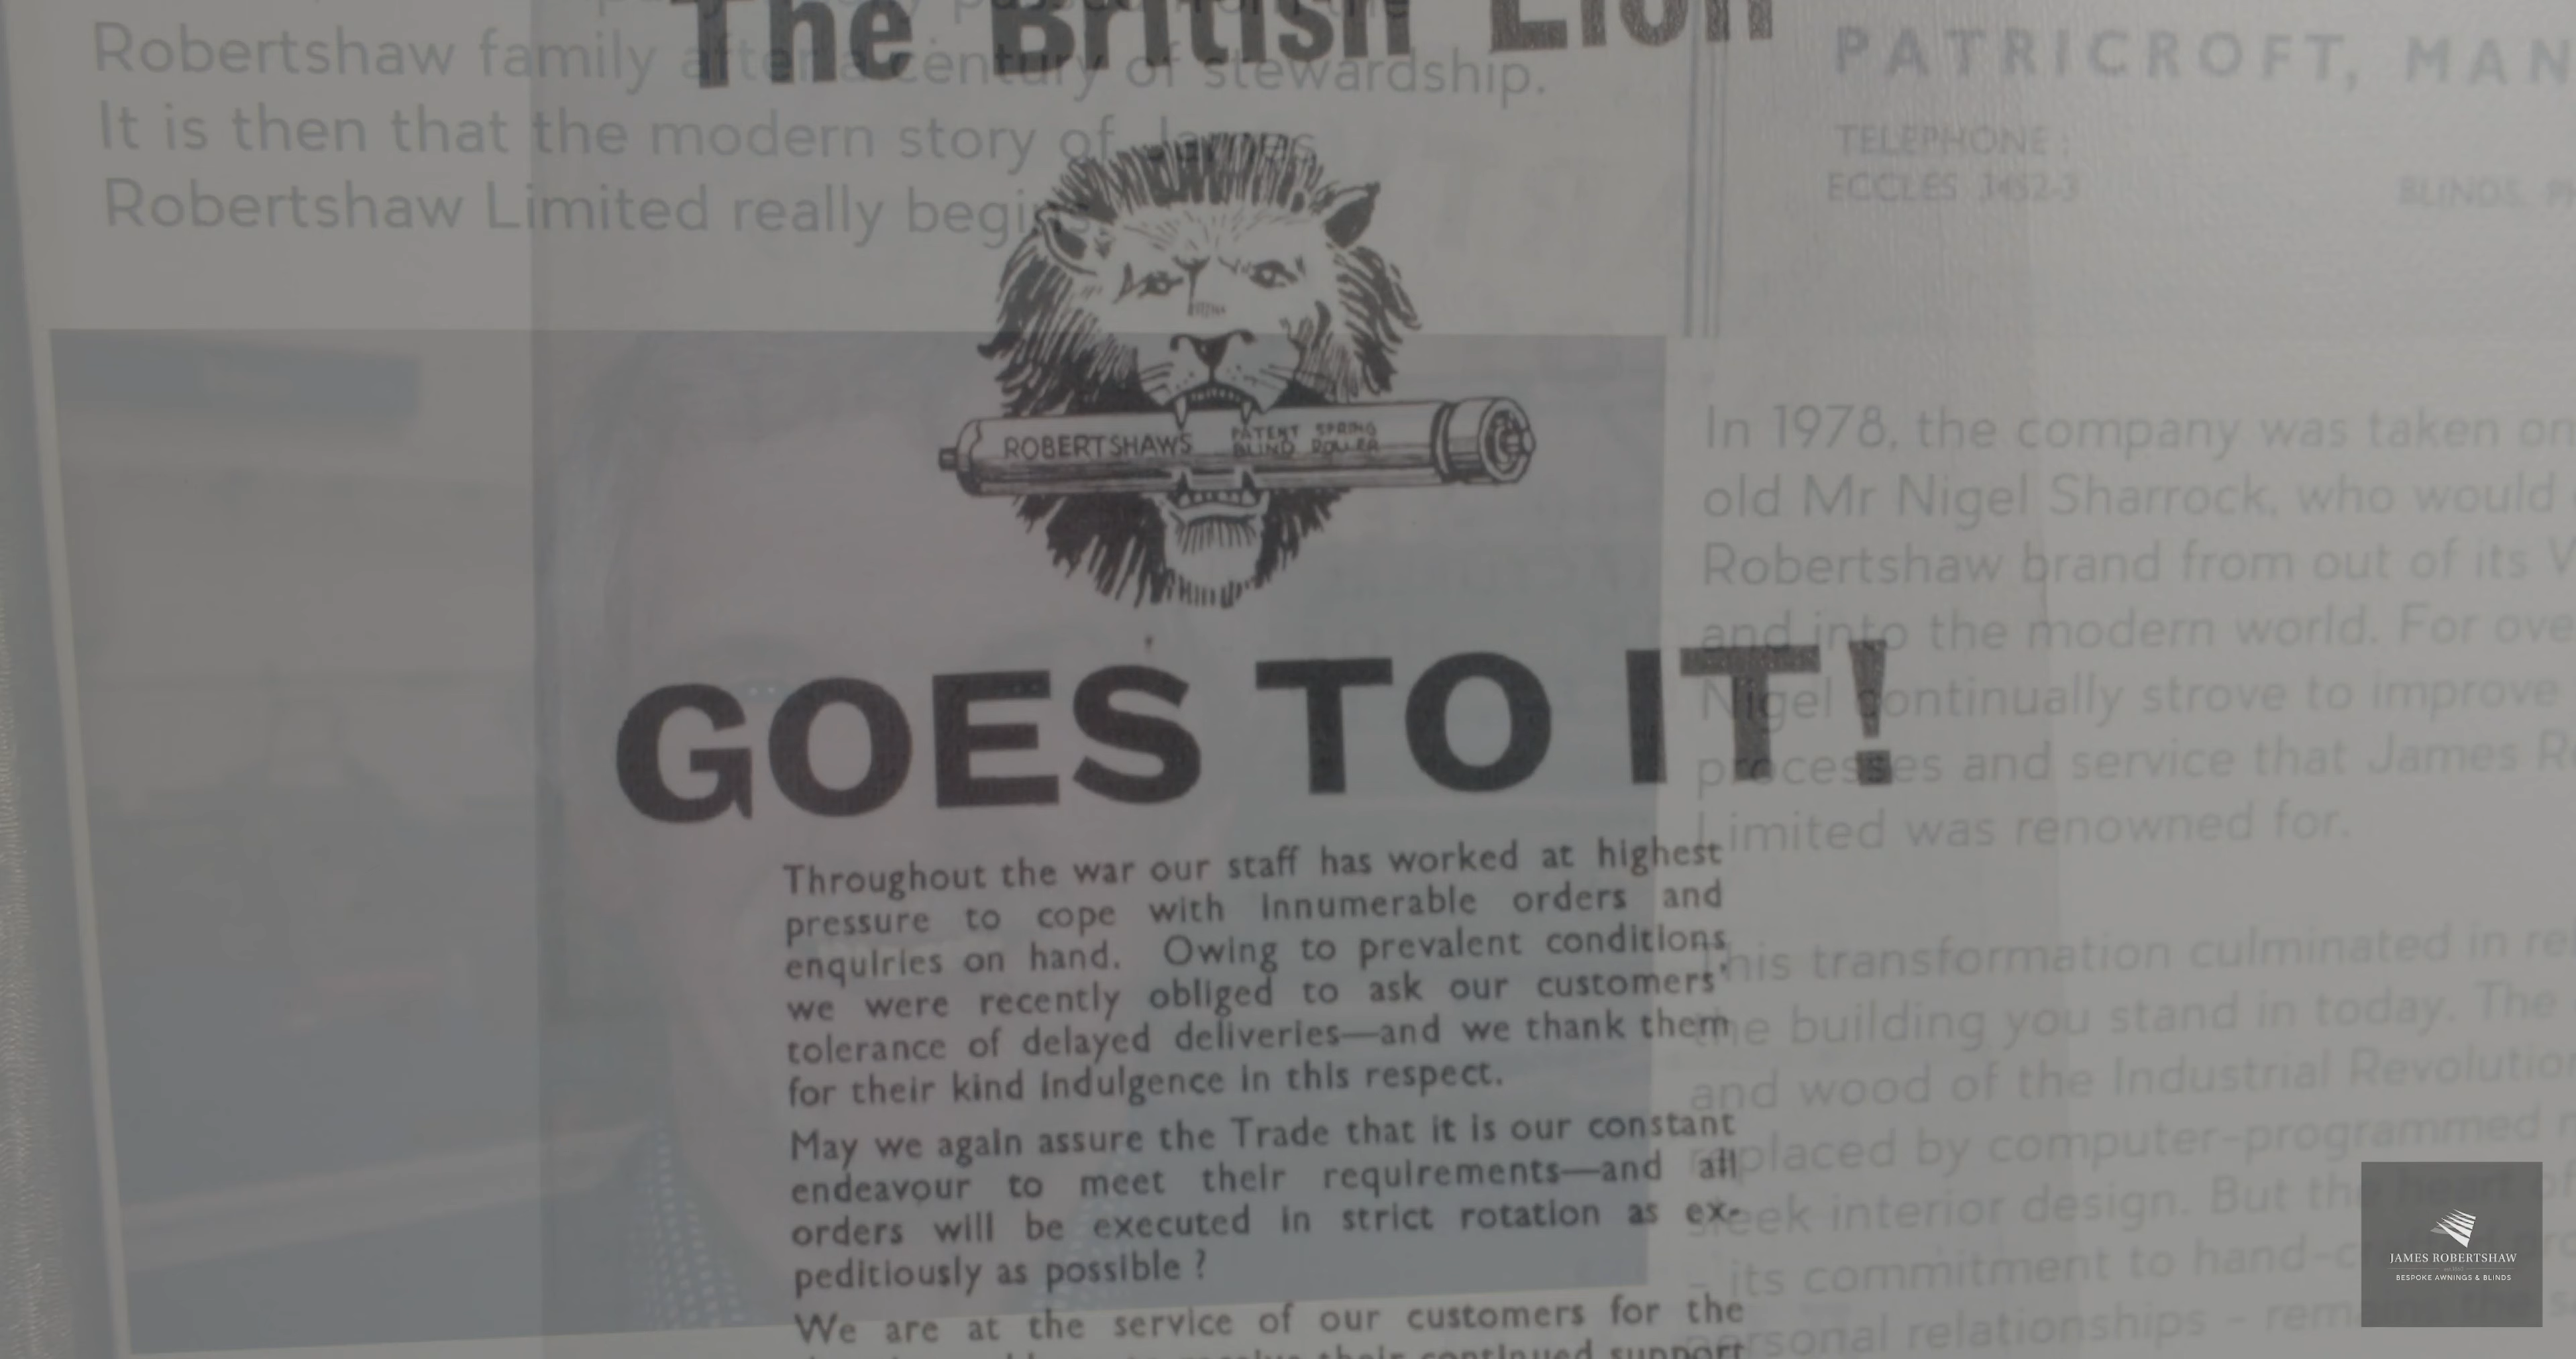 The British Lion
ROBERTSHAWS PATENT SPRING
BLIND ROLLER
GOES TO IT!
Throughout the war our staff has worked at highest
pressure to cope with innumerable orders and
enquiries on hand. Owing to prevalent conditions
we were recently obliged to ask our customers'
tolerance of delayed deliveries—and we thank them
for their kind indulgence in this respect.
May we again assure the Trade that it is our constant
endeavour to meet their requirements—and all
orders will be executed in strict rotation as ex-
peditiously as possible ?
We are at the service of our customers for the
their continued support
Robertshaw family after a century of stewardship.
It is then that the modern story of James
Robertshaw Limited really begins
PATRICROFT, MAN
TELEPHONE :
ECCLES 3452-3
BLINDS,
In 1978, the company was taken on
old Mr Nigel Sharrock, who would
Robertshaw brand from out of its V
and into the modern world. For ove
Nigel continually strove to improve
processes and service that James Ro
Limited was renowned for.
This transformation culminated in re
the building you stand in today. The
and wood of the Industrial Revolution
replaced by computer-programmed
sleek interior design. But the heart of
- its commitment to hand-c
personal relationships - rem
JAMES ROBERTSHAW
BESPOKE AWNINGS & BLINDS